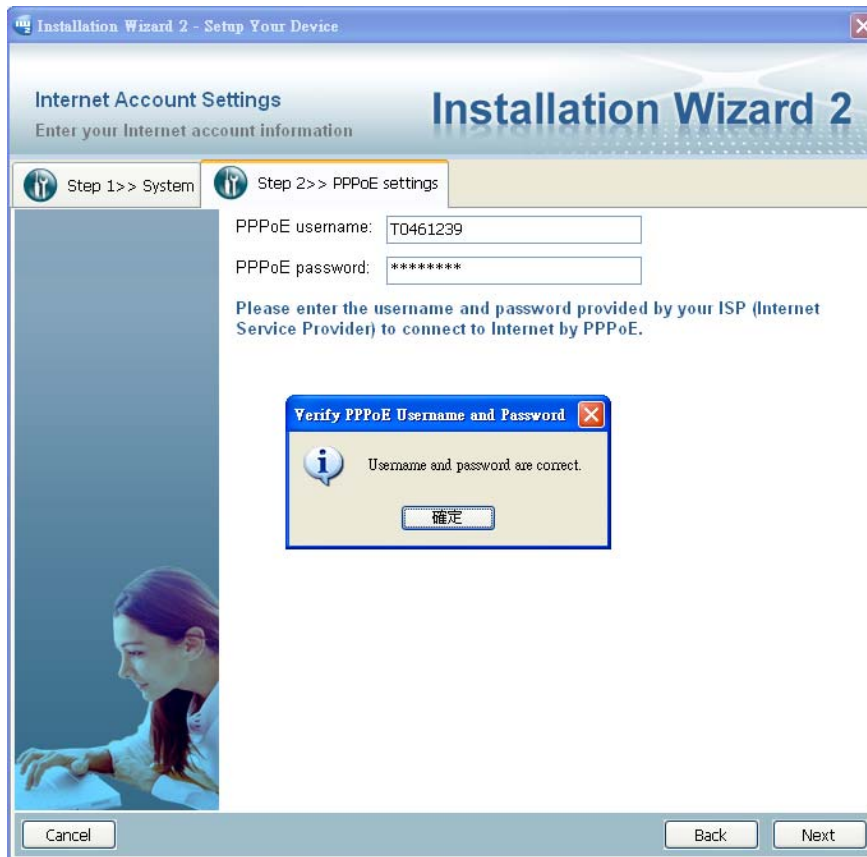 Installation Wizard 2 - Setup Your Device
Internet Account Settings
Enter your Internet account information
Installation Wizard 2
Step 1>> System
Step 2>> PPPoE settings
PPPoE username: T0461239
PPPoE password: ********
Please enter the username and password provided by your ISP (Internet
Service Provider) to connect to Internet by PPPoE.
Verify PPPoE Username and Password
Username and password are correct.
確定
Cancel
Back
Next